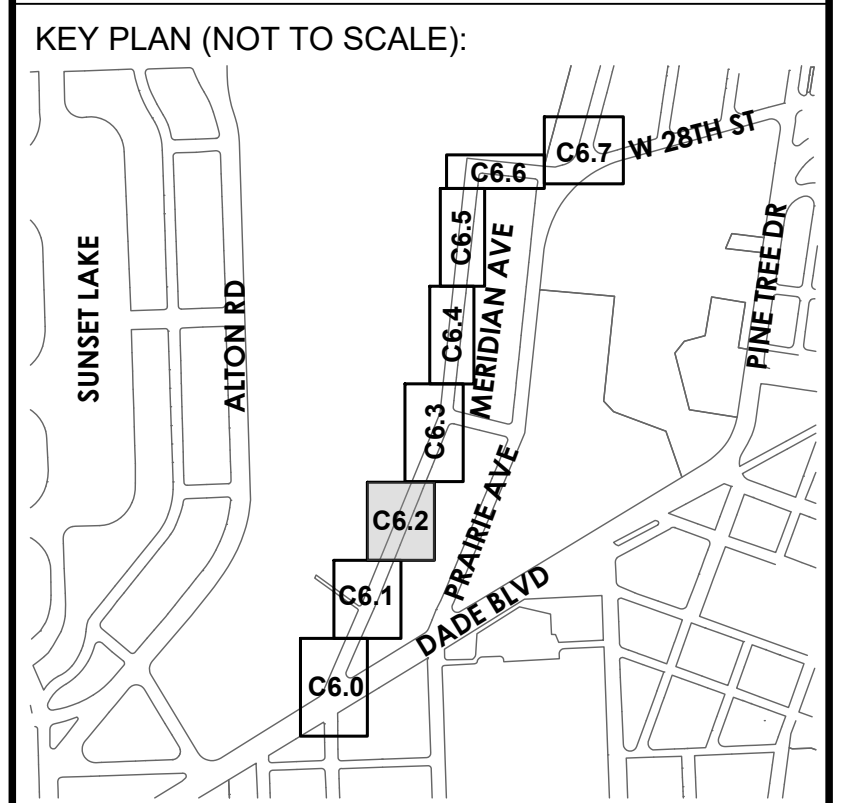 KEY PLAN (NOT TO SCALE):
C6.7
W 28TH ST
C6.6
C6.5
MERIDIAN AVE
PINE TREE DR
SUNSET LAKE
ALTON RD
C6.4
C6.3
PRAIRIE AVE
C6.2
C6.1
DADE BLVD
C6.0